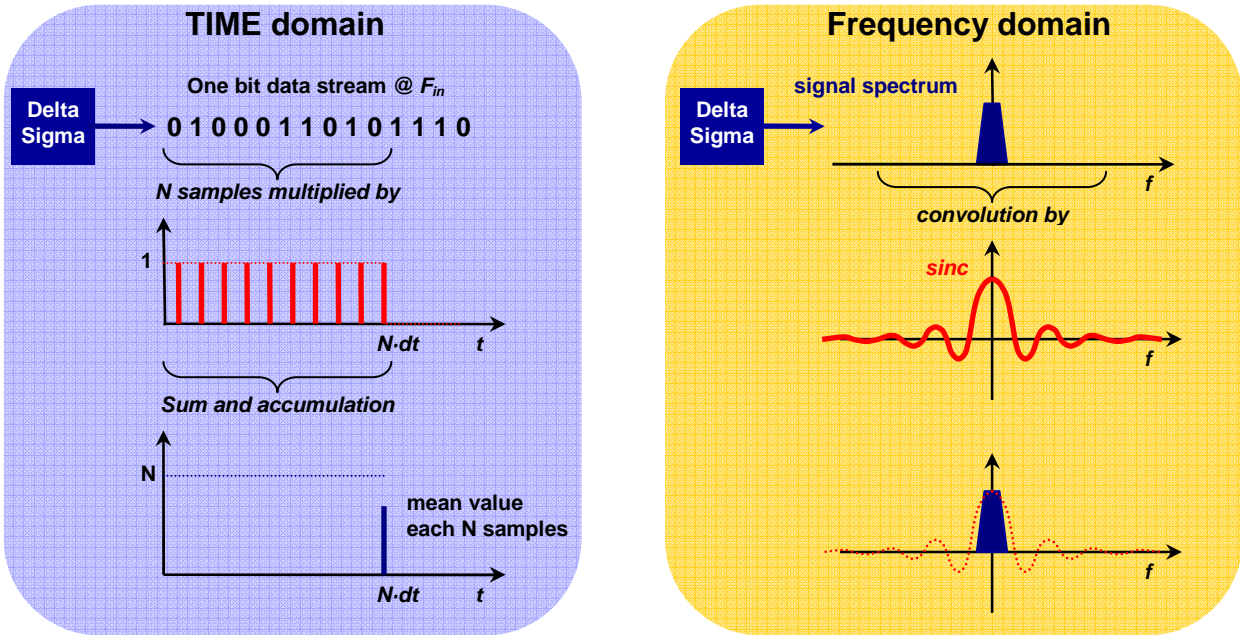 TIME domain
One bit data stream @ Fin
Delta
Sigma
0 1 0 0 0 1 1 0 1 0 1 1 1 0
N samples multiplied by
1
N·dt
t
Sum and accumulation
N
mean value
each N samples
N·dt
t
Frequency domain
signal spectrum
Delta
Sigma
f
convolution by
sinc
f
f